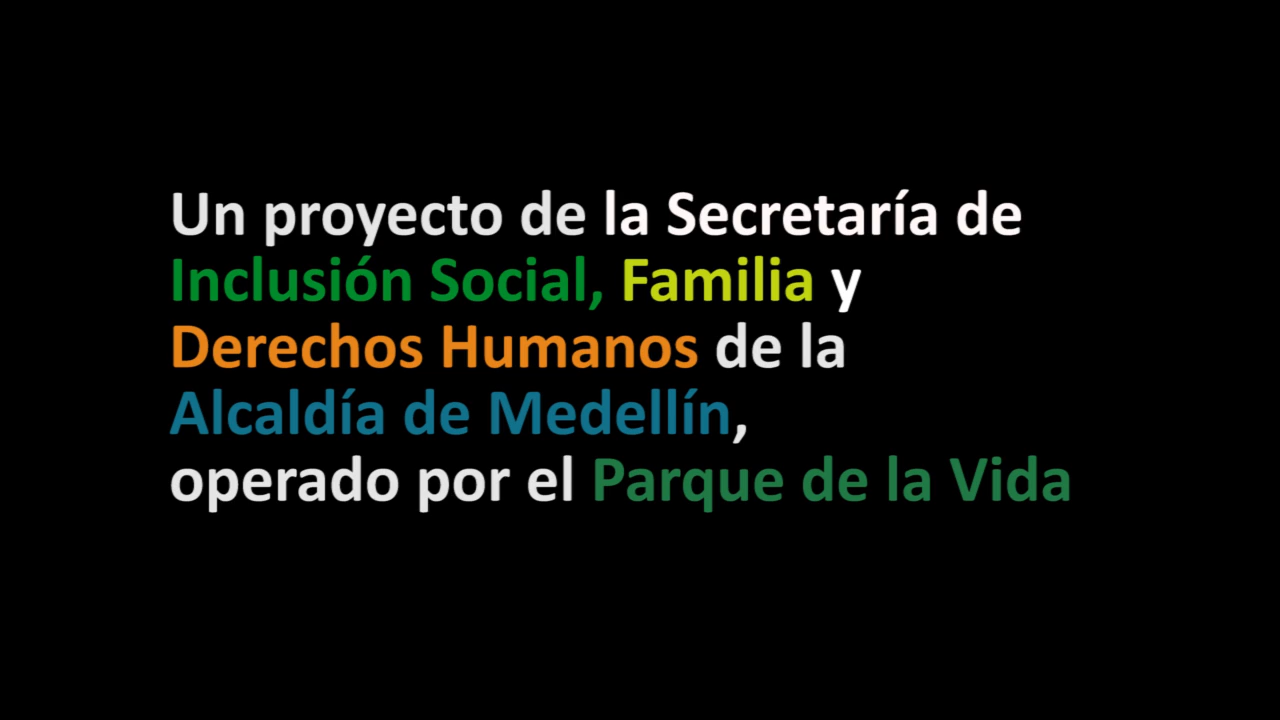 Un proyecto de la Secretaría de
Inclusión Social, Familia y
Derechos Humanos de la
Alcaldía de Medellín,
operado por el Parque de la Vida